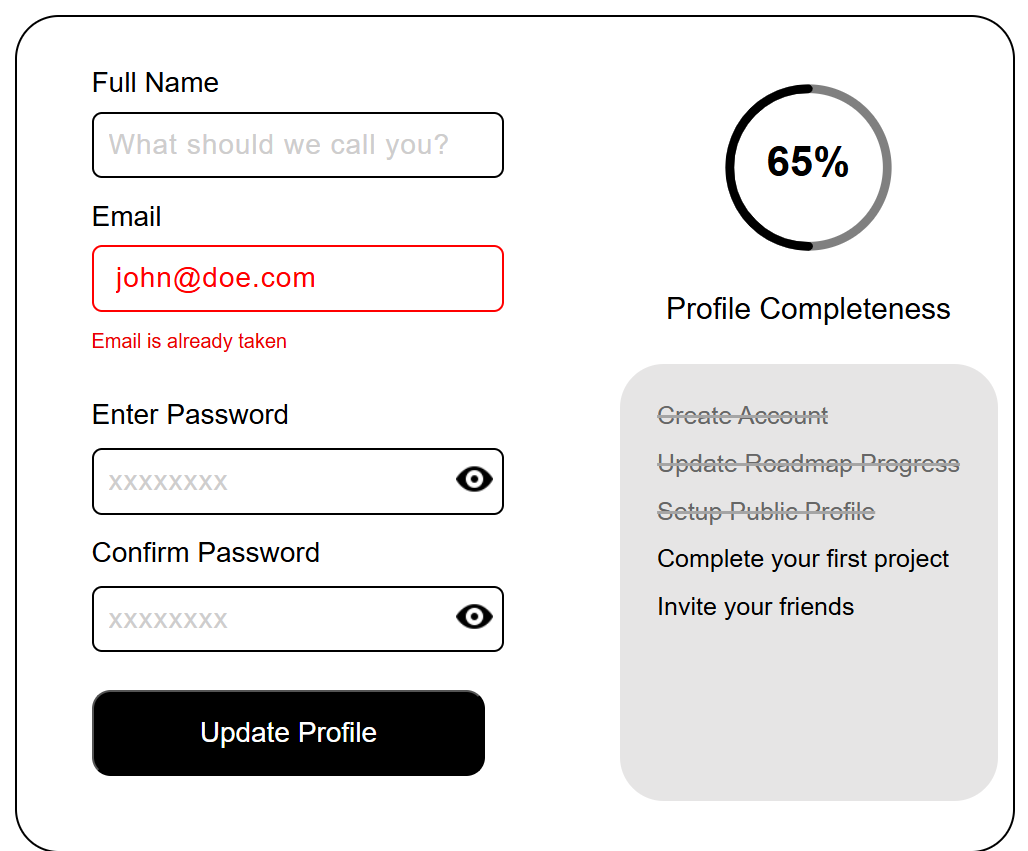 Full Name
What should we call you?
Email
john@doe.com
Email is already taken
Enter Password
xxxxxxxx
Confirm Password
xxxxxxxx
Update Profile
65%
Profile Completeness
Create Account
Update Roadmap Progress
Setup Public Profile
Complete your first project
Invite your friends